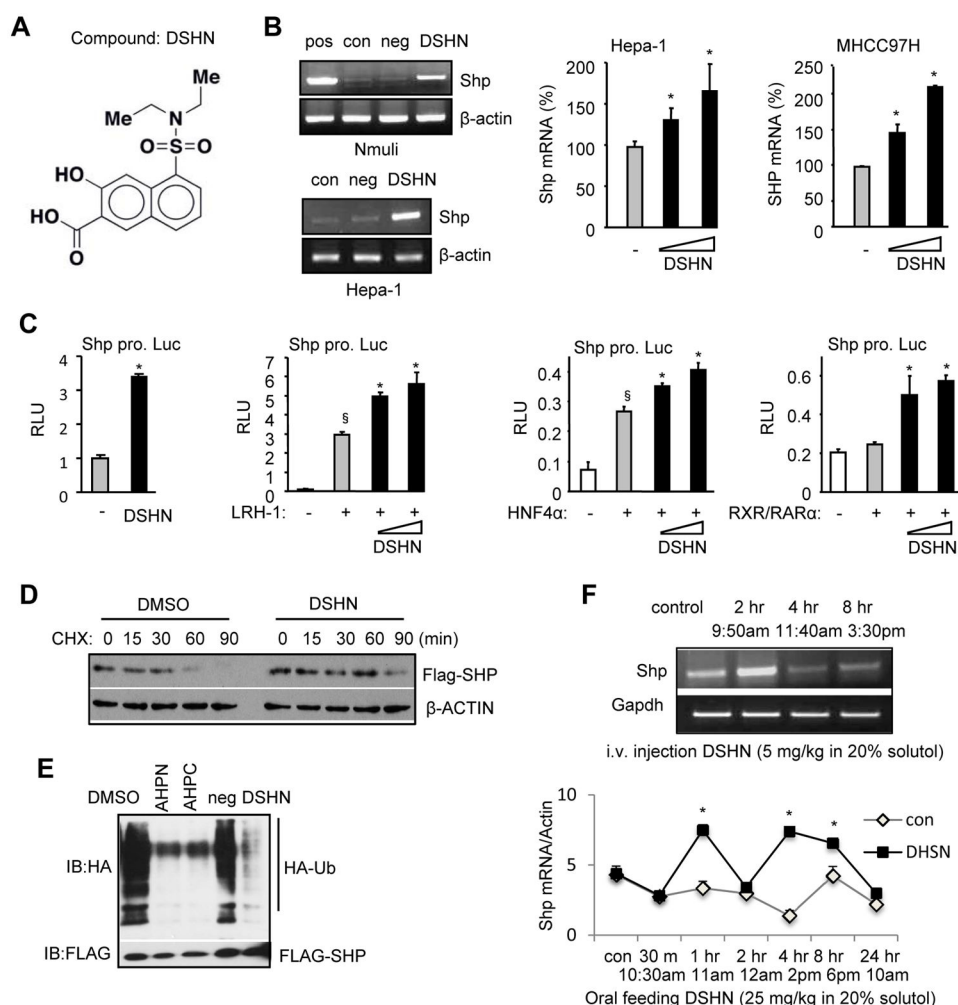 A
Compound: DSHN
Me
Me
N
O=S=O
HO
HO
O
B
pos con neg DSHN
Shp
β-actin
Nmuli
con neg DSHN
Shp
β-actin
Hepa-1
Hepa-1
Shp mRNA (%)
200
150
100
50
0
*
*
-
DSHN
MHCC97H
SHP mRNA (%)
250
200
150
100
50
0
*
*
-
DSHN
C
Shp pro. Luc
RLU
4
3
2
1
0
*
-
DSHN
Shp pro. Luc
RLU
7
6
5
4
3
2
1
0
§
*
*
LRH-1: - + + +
DSHN
Shp pro. Luc
RLU
0.4
0.3
0.2
0.1
0
§
*
*
HNF4α: - + + +
DSHN
Shp pro. Luc
RLU
0.6
0.4
0.2
0
*
*
RXR/RARα: - + + +
DSHN
D
DMSO DSHN
CHX: 0 15 30 60 90 0 15 30 60 90 (min)
Flag-SHP
β-ACTIN
E
DMSO AHPN AHPC neg DSHN
IB:HA HA-Ub
IB:FLAG FLAG-SHP
F
control 2 hr 4 hr 8 hr
9:50am 11:40am 3:30pm
Shp
Gapdh
i.v. injection DSHN (5 mg/kg in 20% solutol)
Shp mRNA/Actin
10
5
0
*
*
*
con
DHSN
con 30 m 1 hr 2 hr 4 hr 8 hr 24 hr
10:30am 11am 12am 2pm 6pm 10am
Oral feeding DSHN (25 mg/kg in 20% solutol)